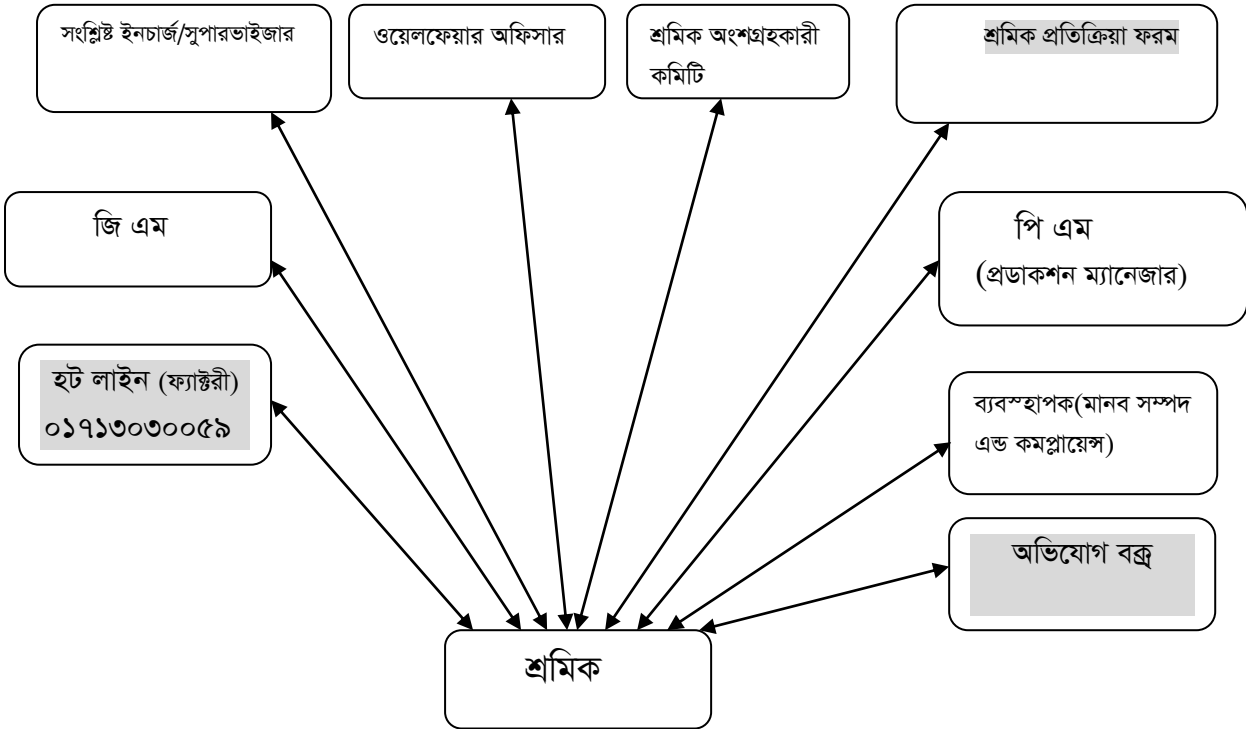 সংশ্লিষ্ট ইনচার্জ/সুপারভাইজার
ওয়েলফেয়ার অফিসার
শ্রমিক অংশগ্রহকারী
কমিটি
শ্রমিক প্রতিক্রিয়া ফরম
জি এম
পি এম
(প্রডাকশন ম্যানেজার)
হট লাইন (ফ্যাক্টরী)
০১৭১৩০৩০০৫৯
ব্যবস্হাপক(মানব সম্পদ
এন্ড কমপ্লায়েন্স)
অভিযোগ বক্স
শ্রমিক